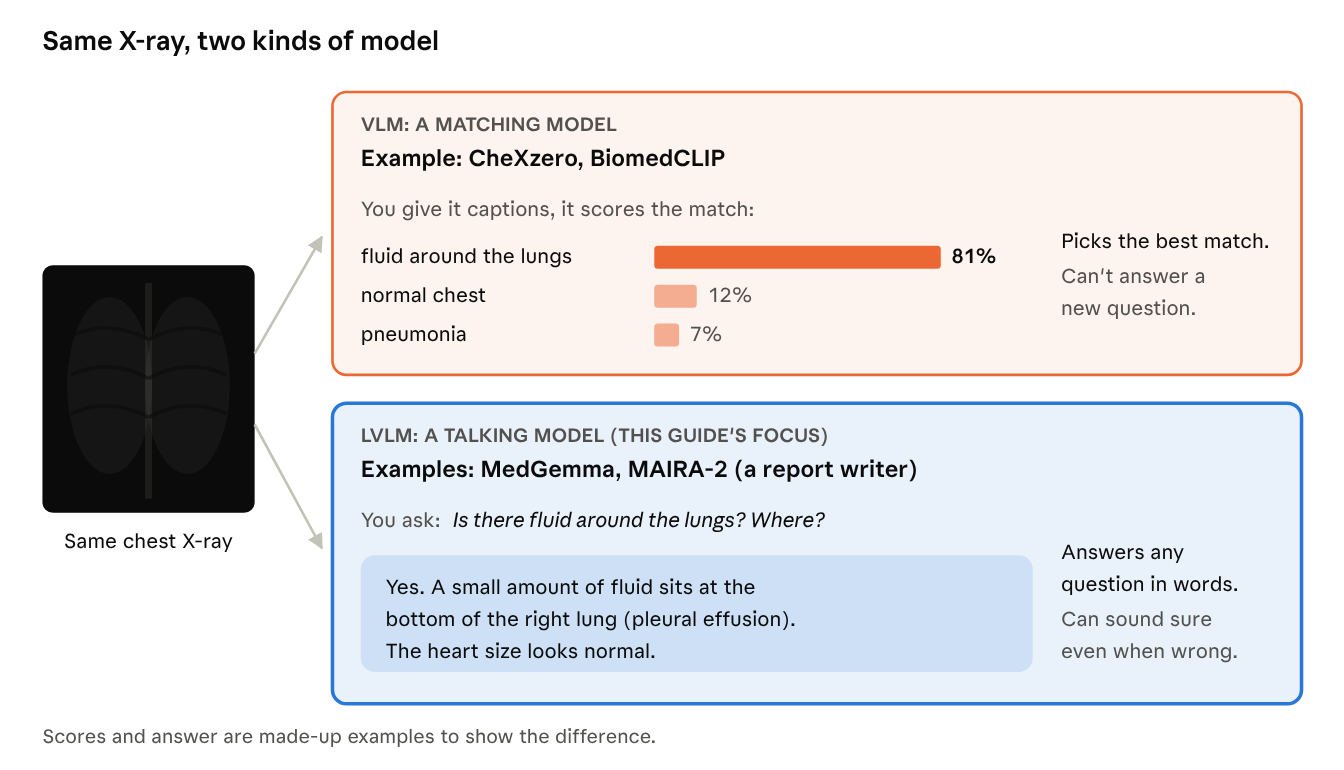 Same X-ray, two kinds of model
VLM: A MATCHING MODEL
Example: CheXzero, BiomedCLIP
You give it captions, it scores the match:
fluid around the lungs 81%
normal chest 12%
pneumonia 7%
Picks the best match.
Can't answer a
new question.
Same chest X-ray
LVLM: A TALKING MODEL (THIS GUIDE'S FOCUS)
Examples: MedGemma, MAIRA-2 (a report writer)
You ask: Is there fluid around the lungs? Where?
Yes. A small amount of fluid sits at the
bottom of the right lung (pleural effusion).
The heart size looks normal.
Answers any
question in words.
Can sound sure
even when wrong.
Scores and answer are made-up examples to show the difference.